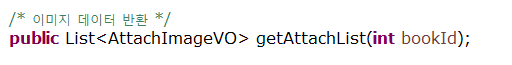 /* 이미지 데이터 반환 */
public List<AttachImageVO> getAttachList(int bookId);